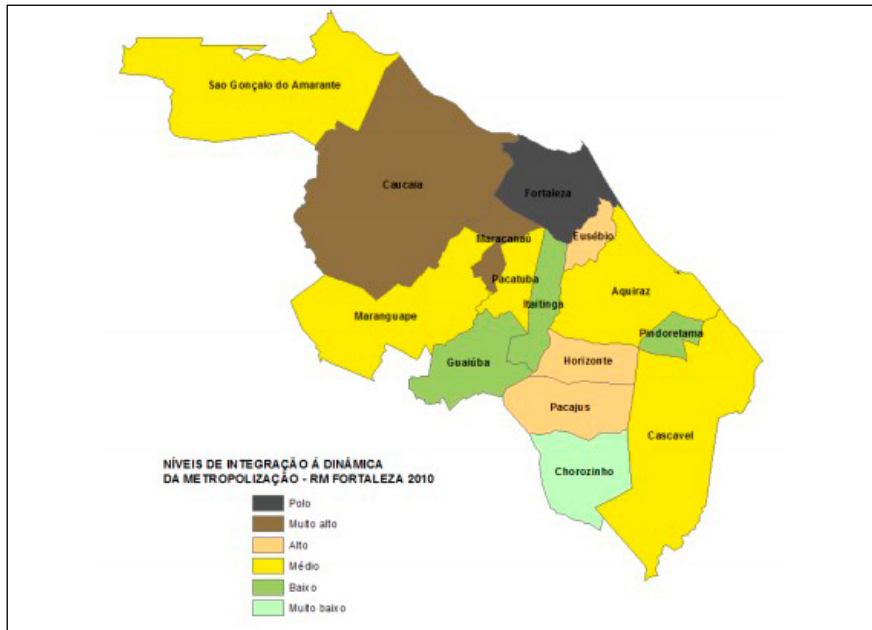 Sao Gonçalo do Amarante
Caucaia
Fortaleza
Maracanaú
Eusébio
Pacatuba
Aquiraz
Itaitinga
Maranguape
Pindoretama
Guaiúba
Horizonte
Pacajus
Cascavel
Chorozinho
NÍVEIS DE INTEGRAÇÃO Á DINÂMICA
DA METROPOLIZAÇÃO - RM FORTALEZA 2010
Polo
Muito alto
Alto
Médio
Baixo
Muito baixo